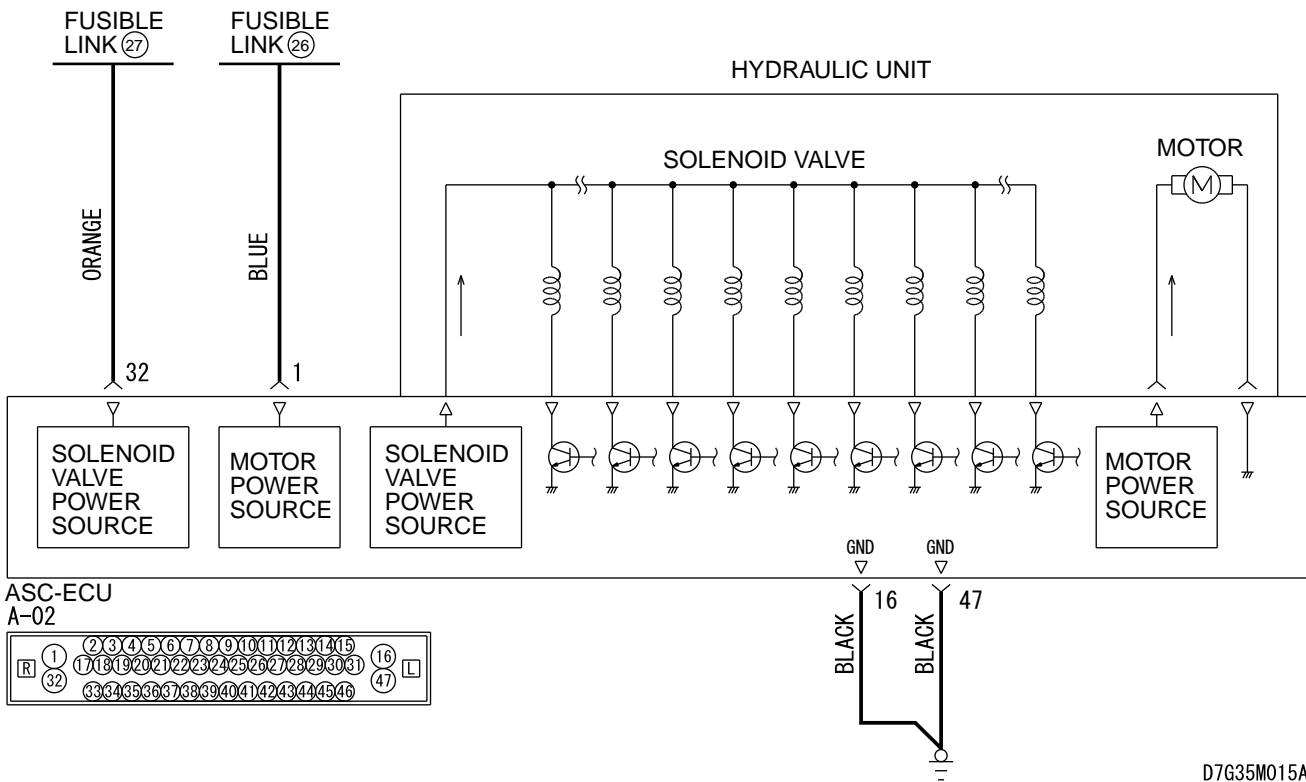 FUSIBLE
LINK 27
FUSIBLE
LINK 26
HYDRAULIC UNIT
SOLENOID VALVE
MOTOR
M
ORANGE
BLUE
32
1
SOLENOID
VALVE
POWER
SOURCE
MOTOR
POWER
SOURCE
SOLENOID
VALVE
POWER
SOURCE
MOTOR
POWER
SOURCE
GND
GND
16
47
BLACK
BLACK
ASC-ECU
A-02
R
1
2 3 4 5 6 7 8 9 10 11 12 13 14 15
16
17 18 19 20 21 22 23 24 25 26 27 28 29 30 31
32
47
L
33 34 35 36 37 38 39 40 41 42 43 44 45 46
D7G35M015A